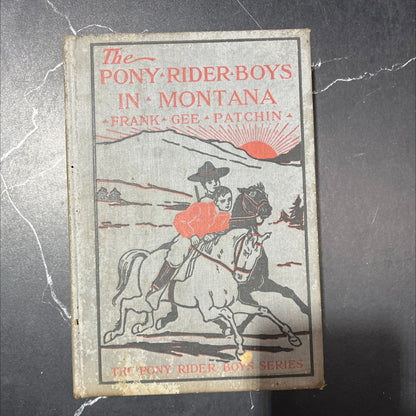 The
PONY·RIDER·BOYS
IN · MONTANA
· FRANK · GEE · PATCHIN ·
THE PONY RIDER BOYS SERIES